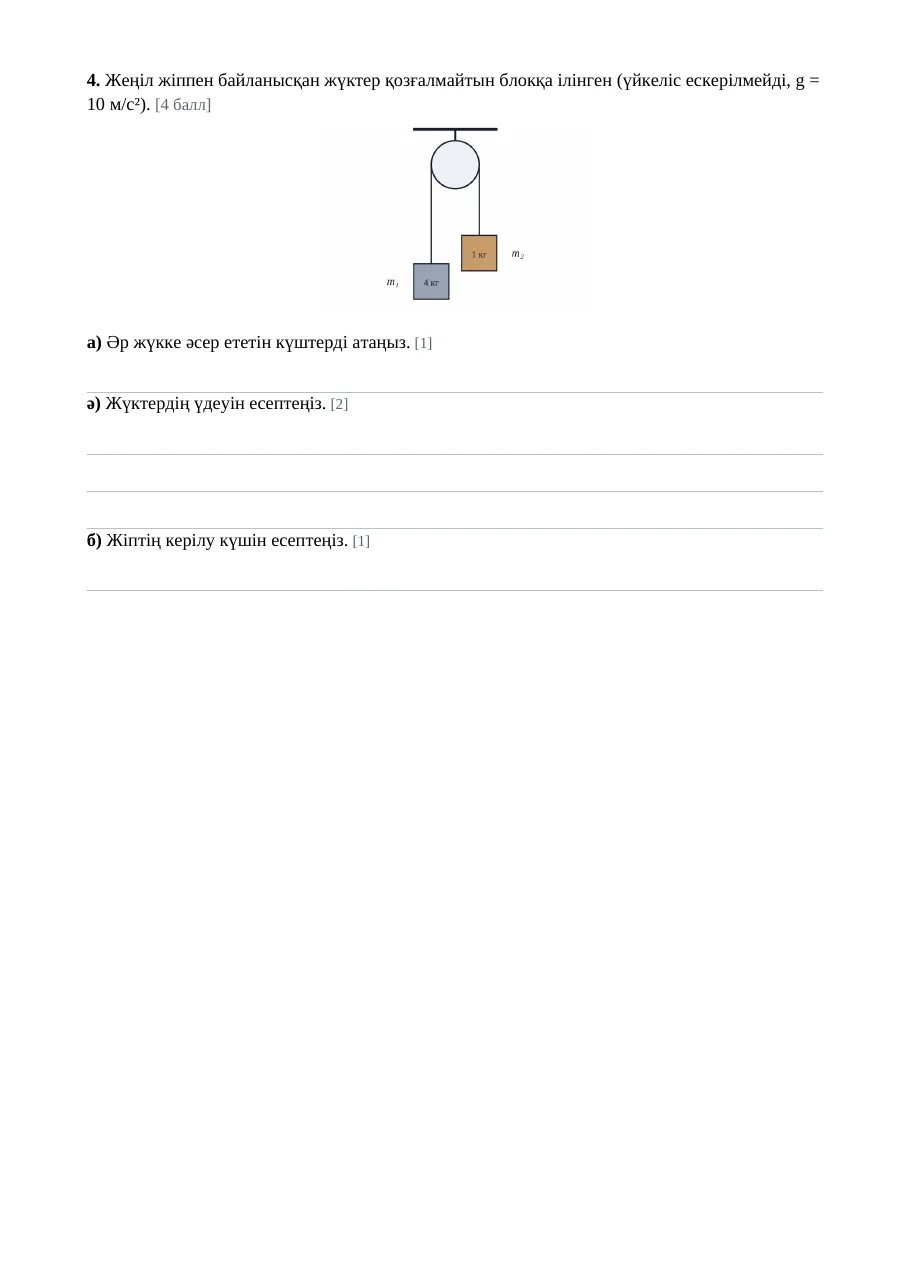 4. Жеңіл жіппен байланысқан жүктер қозғалмайтын блокқа ілінген (үйкеліс ескерілмейді, g =
10 м/с²). [4 балл]
1 кг
m₂
m₁
4 кг
а) Әр жүкке әсер ететін күштерді атаңыз. [1]
ә) Жүктердің үдеуін есептеңіз. [2]
б) Жіптің керілу күшін есептеңіз. [1]